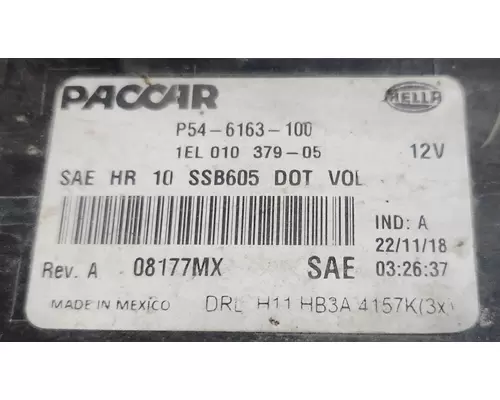 PACCAR
HELLA
P54-6163-100
1EL 010 379-05
12V
SAE HR 10 SSB605 DOT VOL
IND: A
22/11/18
Rev. A 08177MX SAE 03:26:37
MADE IN MEXICO DRL H11 HB3A 4157K(3x)